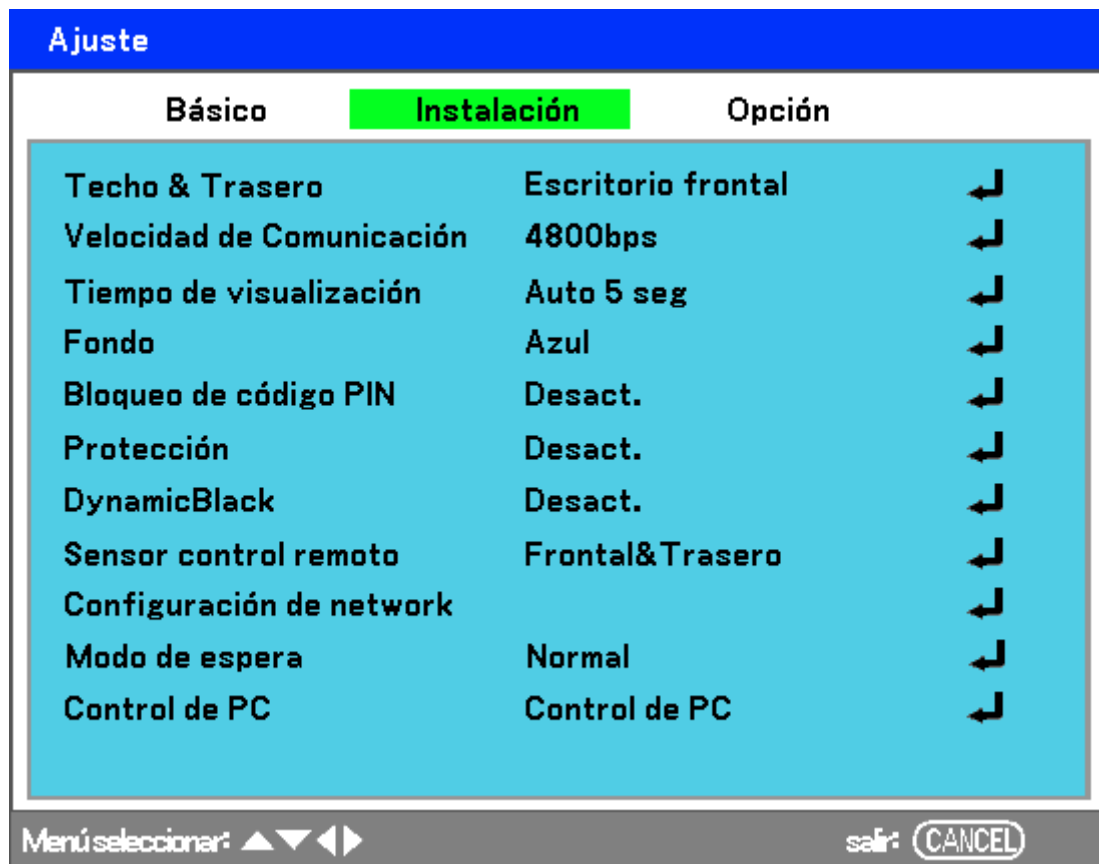 Ajuste
Básico Instalación Opción
Techo & Trasero Escritorio frontal
Velocidad de Comunicación 4800bps
Tiempo de visualización Auto 5 seg
Fondo Azul
Bloqueo de código PIN Desact.
Protección Desact.
DynamicBlack Desact.
Sensor control remoto Frontal&Trasero
Configuración de network
Modo de espera Normal
Control de PC Control de PC
Menú seleccionar: ▲▼◀▶ salir: CANCEL